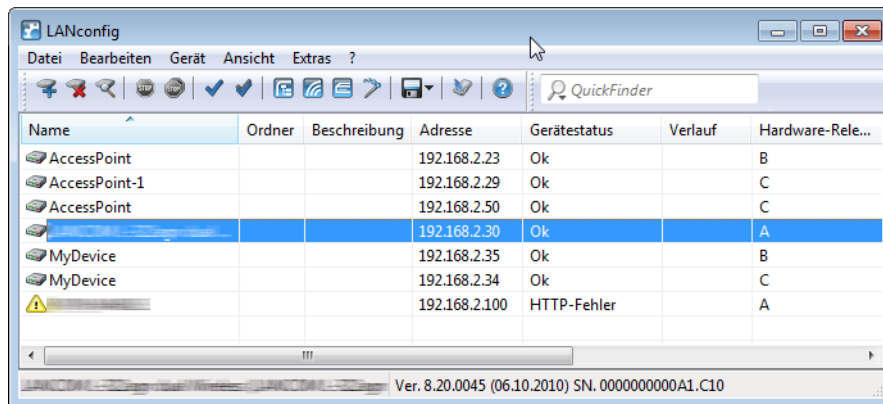 LANconfig
Datei Bearbeiten Gerät Ansicht Extras ?
QuickFinder
Name Ordner Beschreibung Adresse Gerätestatus Verlauf Hardware-Rele...
AccessPoint 192.168.2.23 Ok B
AccessPoint-1 192.168.2.29 Ok C
AccessPoint 192.168.2.50 Ok C
192.168.2.30 Ok A
MyDevice 192.168.2.35 Ok B
MyDevice 192.168.2.34 Ok C
192.168.2.100 HTTP-Fehler A
Ver. 8.20.0045 (06.10.2010) SN. 0000000000A1.C10